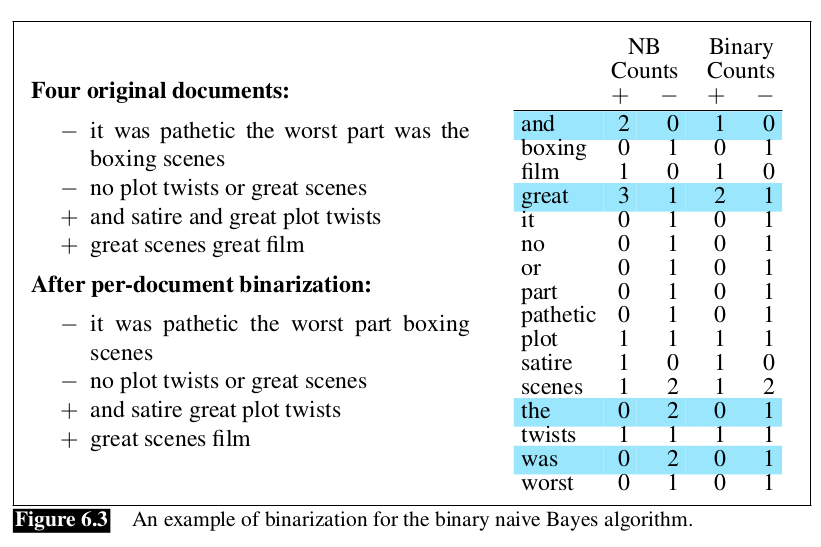 Four original documents:
− it was pathetic the worst part was the
boxing scenes
− no plot twists or great scenes
+ and satire and great plot twists
+ great scenes great film
After per-document binarization:
− it was pathetic the worst part boxing
scenes
− no plot twists or great scenes
+ and satire great plot twists
+ great scenes film
NB Binary
Counts Counts
+ − + −
and 2 0 1 0
boxing 0 1 0 1
film 1 0 1 0
great 3 1 2 1
it 0 1 0 1
no 0 1 0 1
or 0 1 0 1
part 0 1 0 1
pathetic 0 1 0 1
plot 1 1 1 1
satire 1 0 1 0
scenes 1 2 1 2
the 0 2 0 1
twists 1 1 1 1
was 0 2 0 1
worst 0 1 0 1
Figure 6.3 An example of binarization for the binary naive Bayes algorithm.